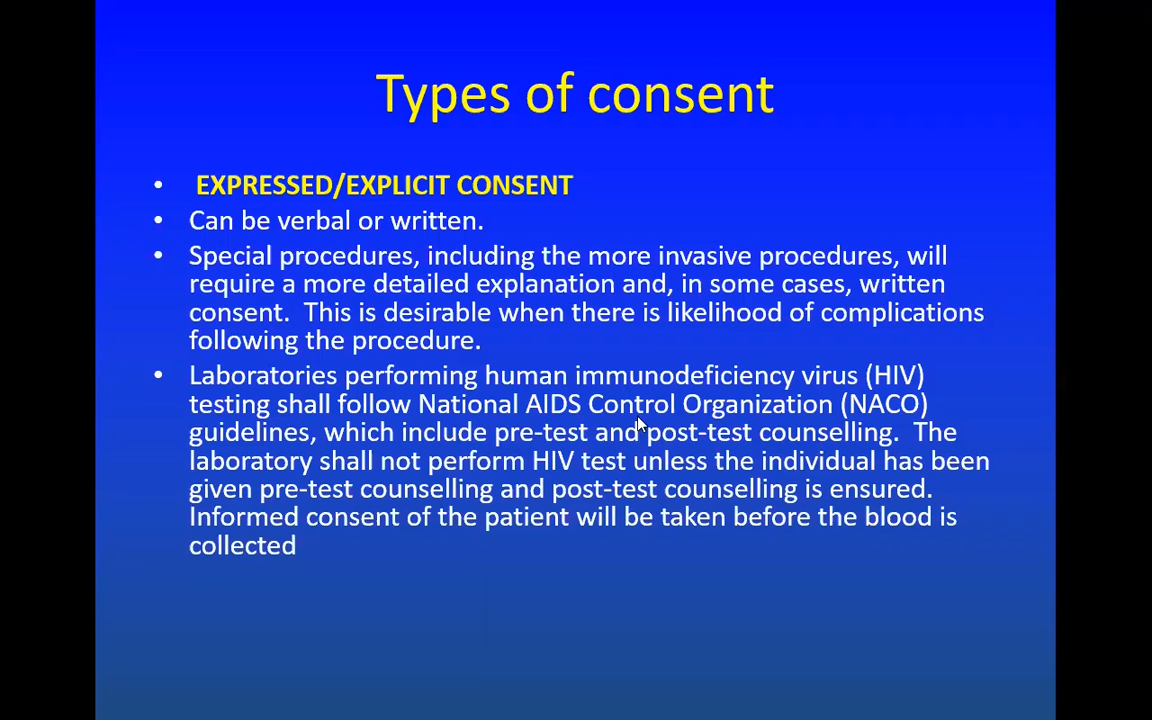 Types of consent
• EXPRESSED/EXPLICIT CONSENT
• Can be verbal or written.
• Special procedures, including the more invasive procedures, will
require a more detailed explanation and, in some cases, written
consent.  This is desirable when there is likelihood of complications
following the procedure.
• Laboratories performing human immunodeficiency virus (HIV)
testing shall follow National AIDS Control Organization (NACO)
guidelines, which include pre-test and post-test counselling.  The
laboratory shall not perform HIV test unless the individual has been
given pre-test counselling and post-test counselling is ensured.
Informed consent of the patient will be taken before the blood is
collected